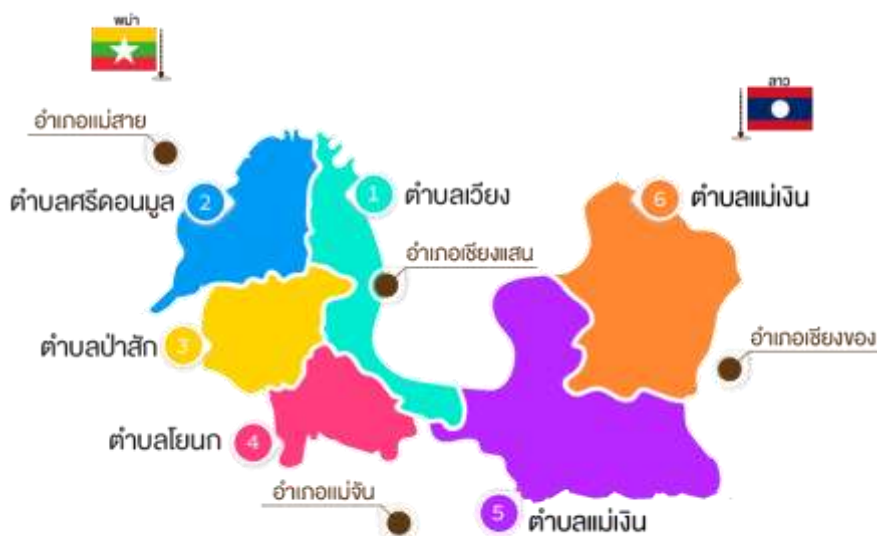 พม่า
ลาว
อำเภอแม่สาย
ตำบลศรีดอนมูล 2
1 ตำบลเวียง
6 ตำบลแม่เงิน
อำเภอเชียงแสน
ตำบลป่าสัก 3
อำเภอเชียงของ
ตำบลโยนก 4
อำเภอแม่จัน
5 ตำบลแม่เงิน